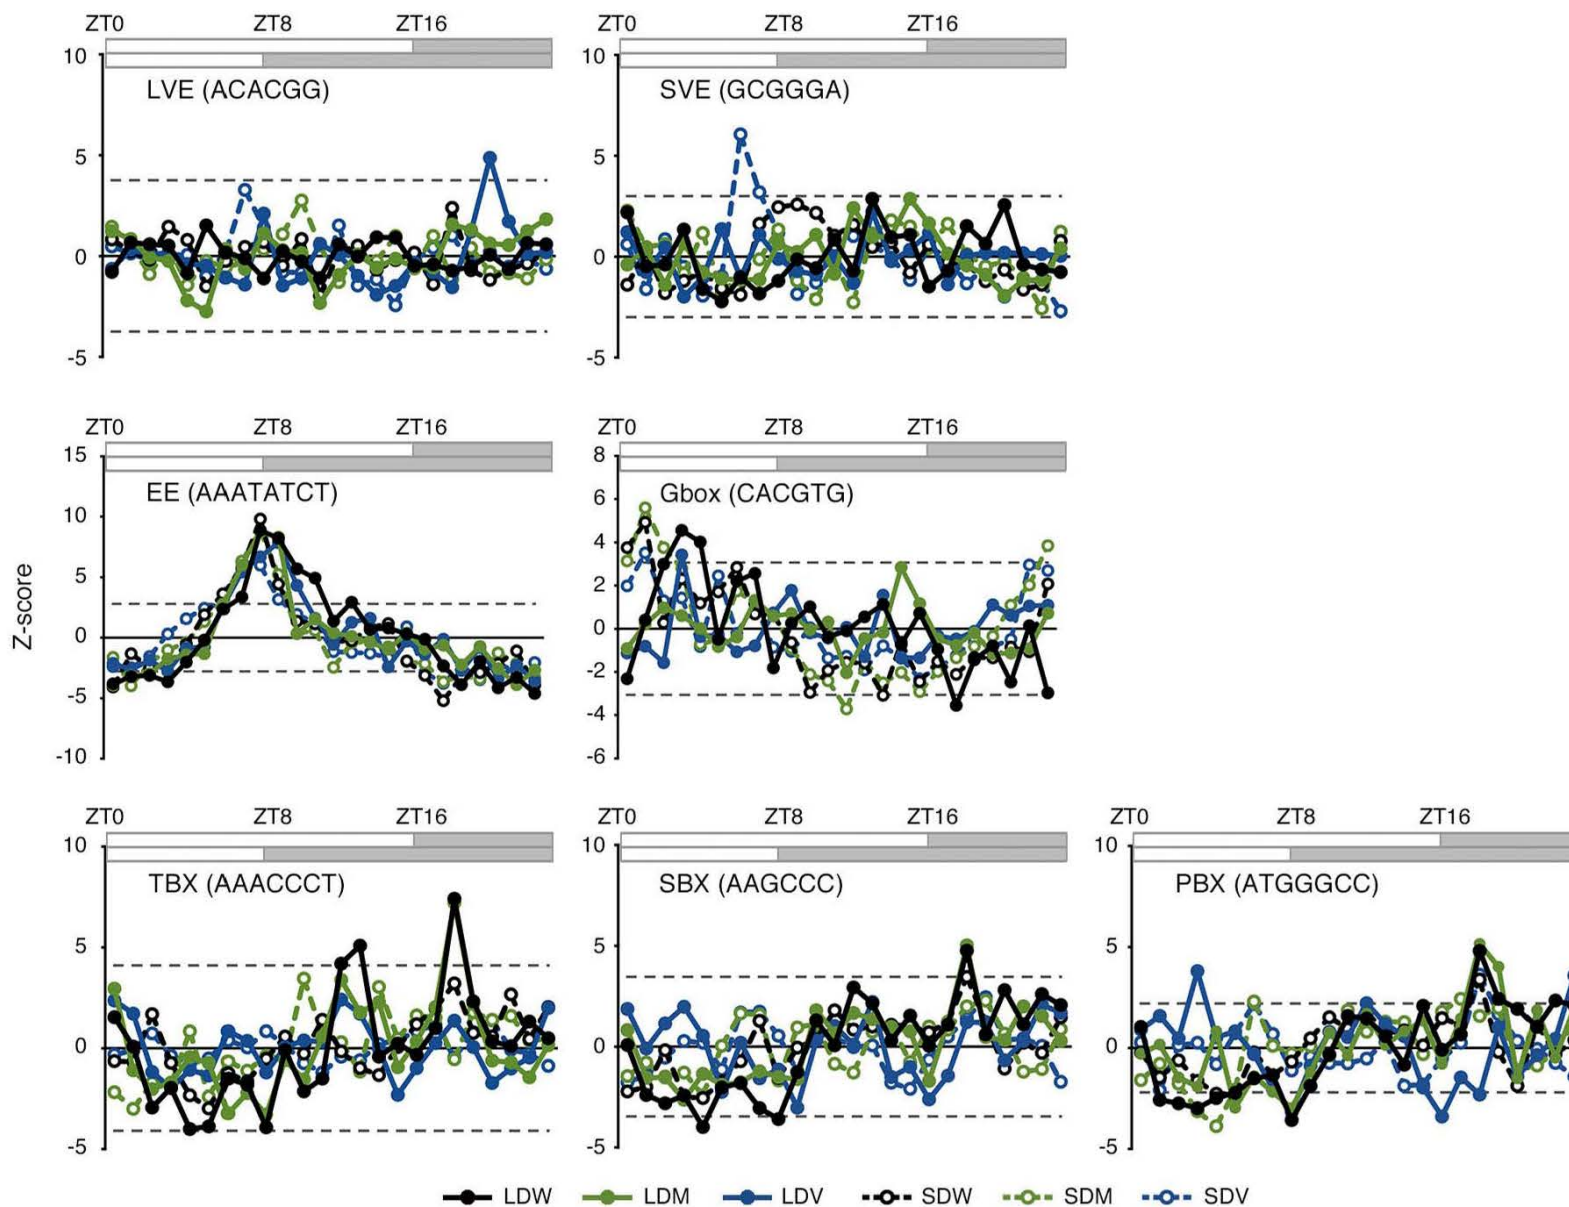 ZT0 ZT8 ZT16 ZT0 ZT8 ZT16
10 10
LVE (ACACGG) SVE (GCGGGA)
5 5
0 0
-5 -5
ZT0 ZT8 ZT16 ZT0 ZT8 ZT16
15 8
EE (AAATATCT) Gbox (CACGTG)
6
10
4
5
2
Z-score
0 0
-2
-5
-4
-10 -6
ZT0 ZT8 ZT16 ZT0 ZT8 ZT16 ZT0 ZT8 ZT16
10 10 10
TBX (AAACCCT) SBX (AAGCCC) PBX (ATGGGCC)
5 5 5
0 0 0
-5 -5 -5
LDW LDM LDV SDW SDM SDV